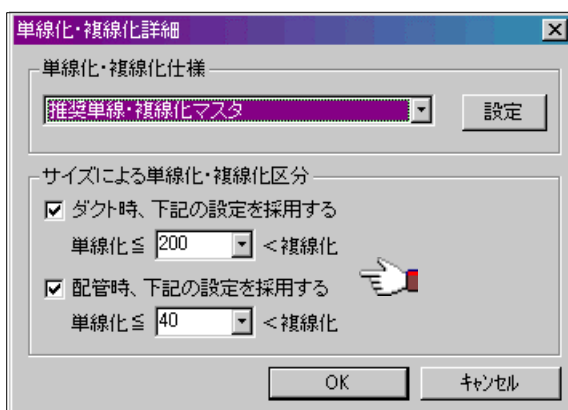 単線化・複線化詳細
単線化・複線化仕様
推奨単線・複線化マスタ
設定
サイズによる単線化・複線化区分
ダクト時、下記の設定を採用する
単線化≦ 200 <複線化
配管時、下記の設定を採用する
単線化≦ 40 <複線化
OK キャンセル